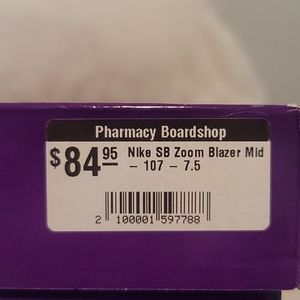 Pharmacy Boardshop
$84.95 Nike SB Zoom Blazer Mid
- 107 - 7.5
2 100001 597788